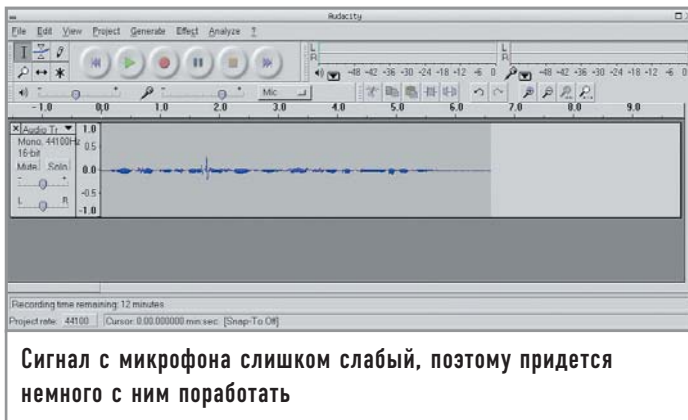 Audacity
File Edit View Project Generate Effect Analyze ?
L
R
-48 -42 -36 -30 -24 -18 -12 -6 0
L
R
-48 -42 -36 -30 -24 -18 -12 -6 0
Mic
-1.0 0,0 1.0 2.0 3.0 4.0 5.0 6.0 7.0 8.0 9.0
Audio Tr
Mono, 44100Hz
16-bit
Mute Solo
- +
L R
1.0
0.5
0.0
-0.5
-1.0
Recording time remaining: 12 minutes
Project rate: 44100 Cursor: 0:00.000000 min:sec [Snap-To Off]
Сигнал с микрофона слишком слабый, поэтому придется
немного с ним поработать